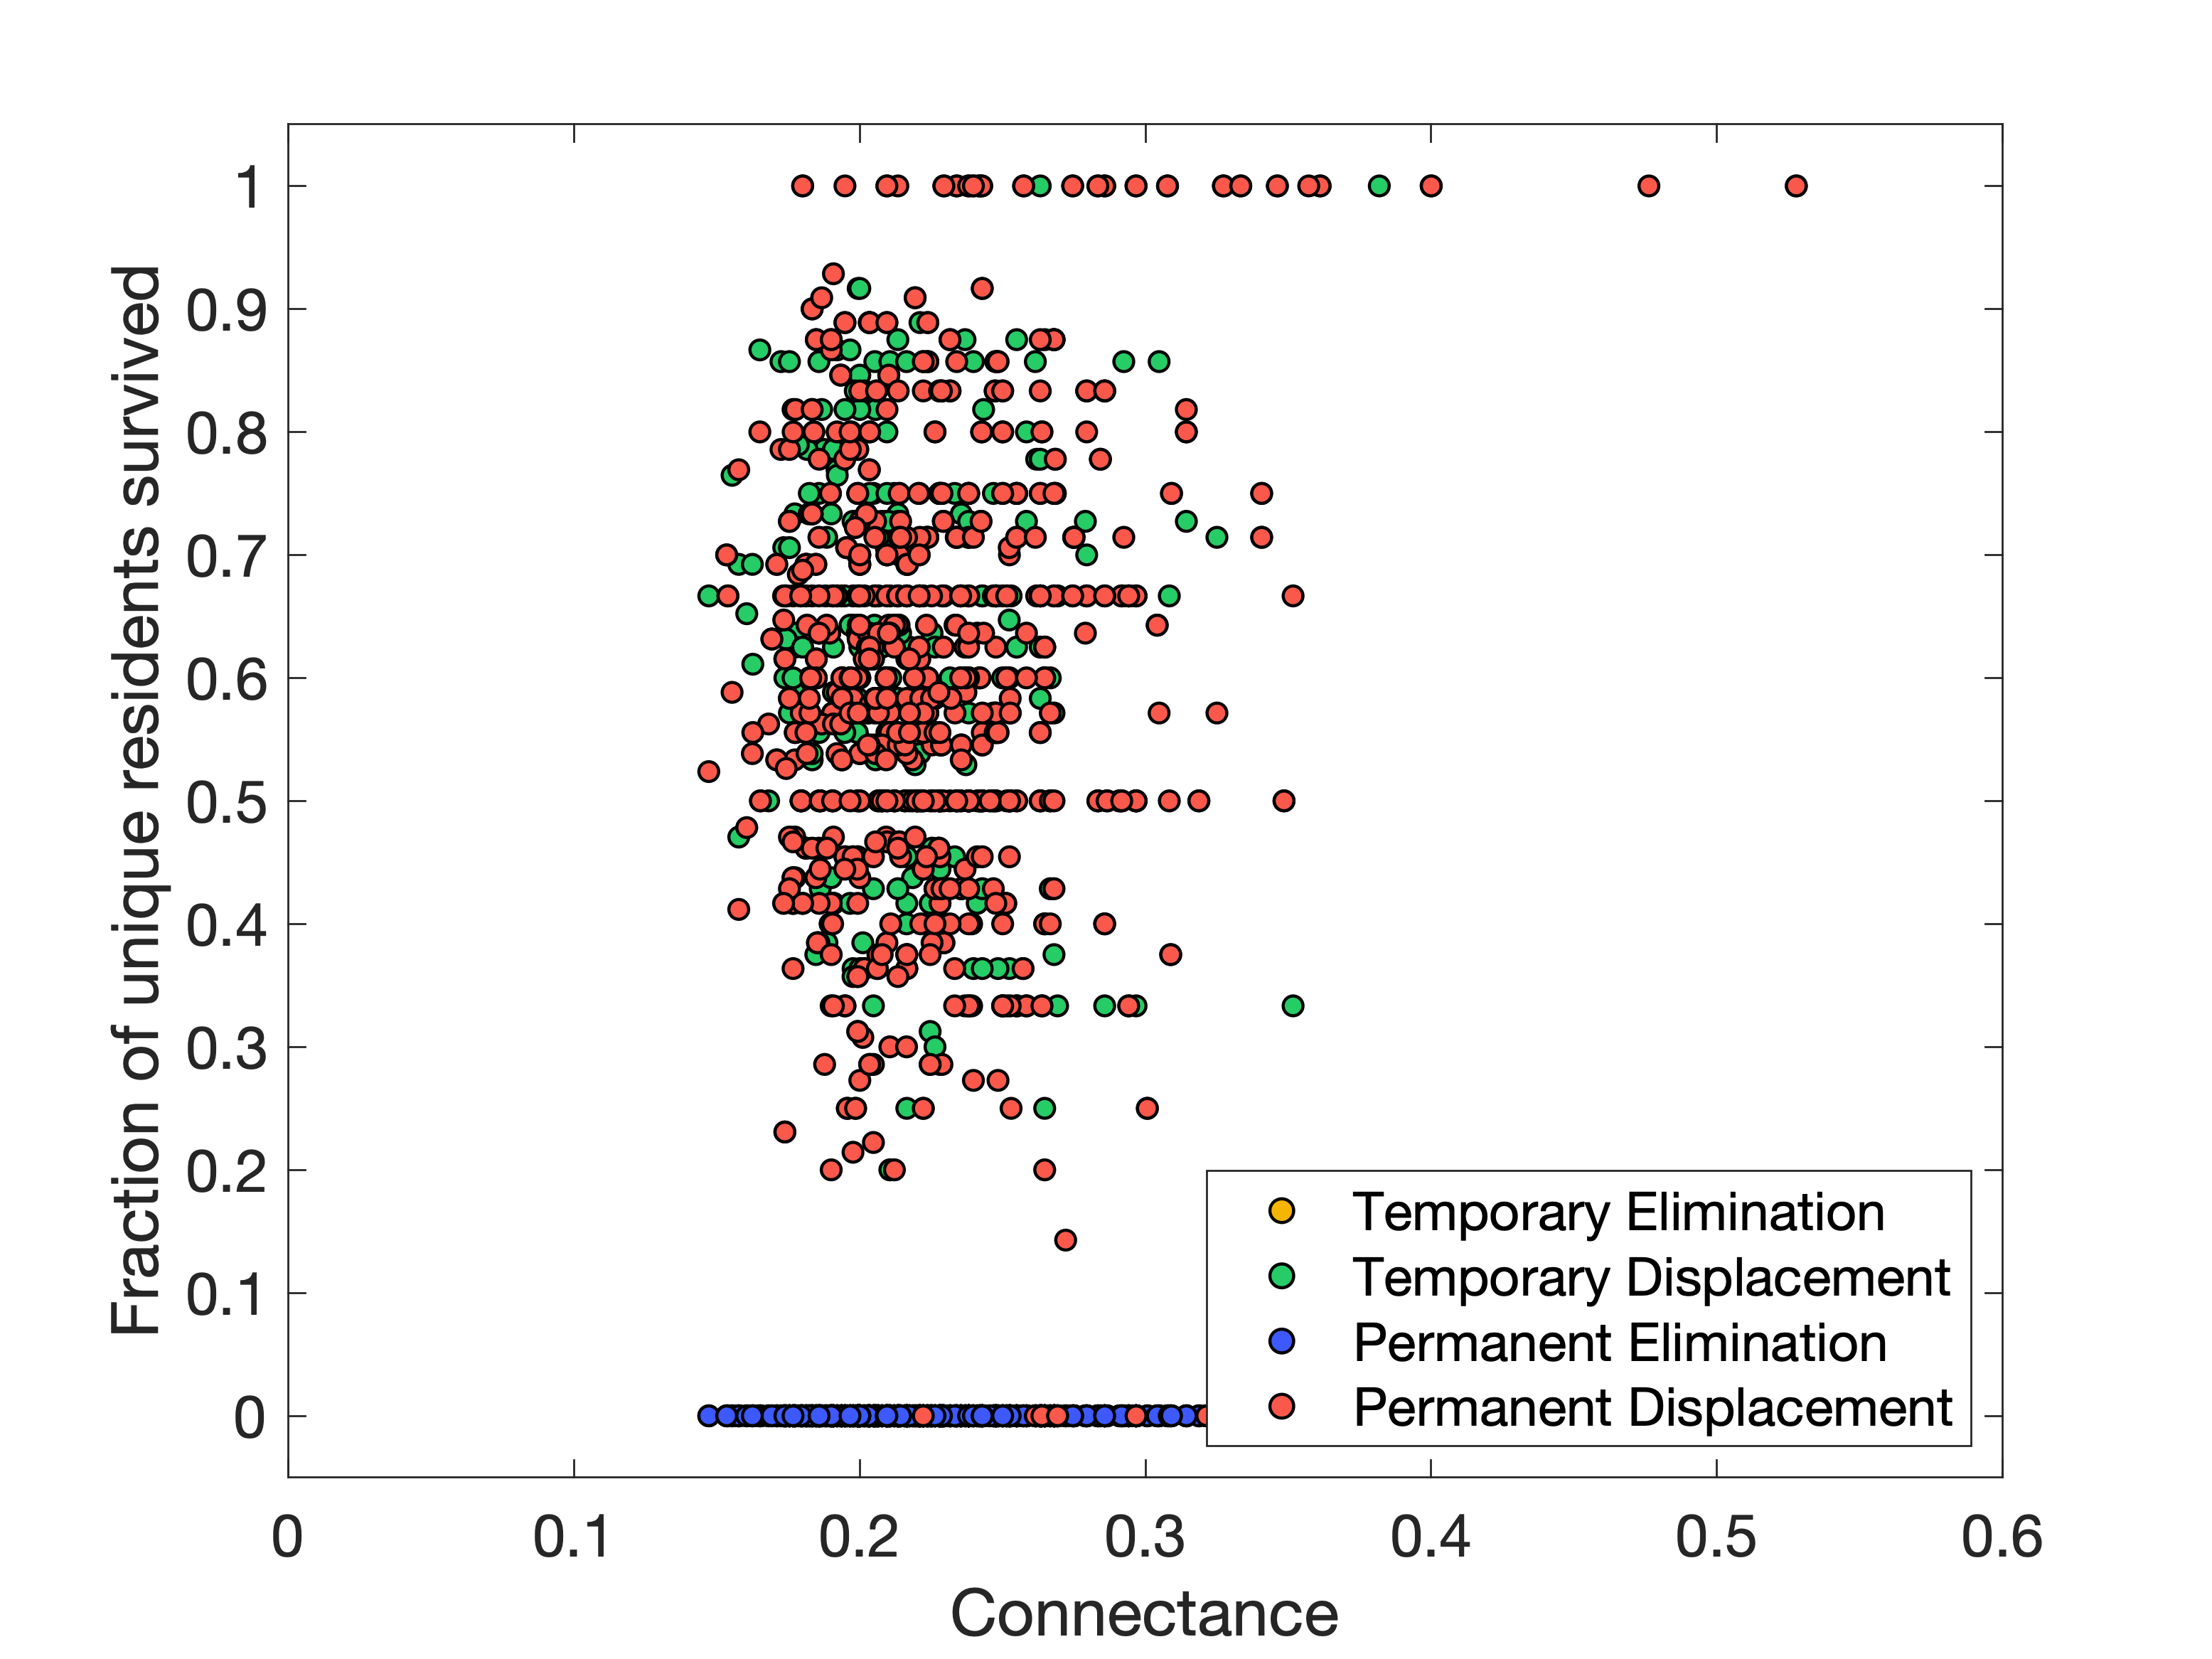 Fraction of unique residents survived
1
0.9
0.8
0.7
0.6
0.5
0.4
0.3
0.2
0.1
0
Temporary Elimination
Temporary Displacement
Permanent Elimination
Permanent Displacement
0 0.1 0.2 0.3 0.4 0.5 0.6
Connectance